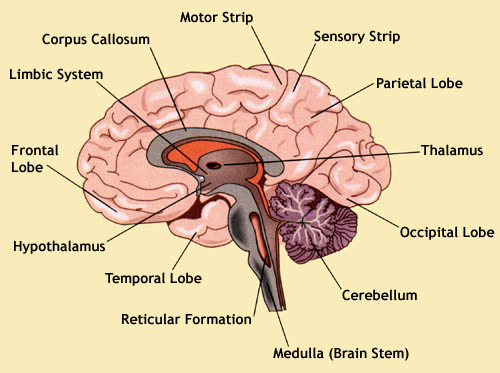 Motor Strip
Corpus Callosum
Sensory Strip
Limbic System
Parietal Lobe
Frontal
Lobe
Thalamus
Hypothalamus
Occipital Lobe
Temporal Lobe
Cerebellum
Reticular Formation
Medulla (Brain Stem)